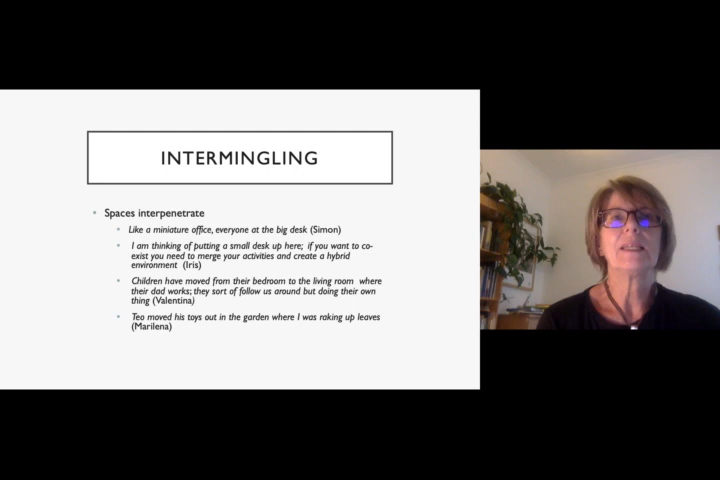 INTERMINGLING
• Spaces interpenetrate
• Like a miniature office, everyone at the big desk (Simon)
• I am thinking of putting a small desk up here; if you want to co-
exist you need to merge your activities and create a hybrid
environment (Iris)
• Children have moved from their bedroom to the living room where
their dad works; they sort of follow us around but doing their own
thing (Valentina)
• Teo moved his toys out in the garden where I was raking up leaves
(Marilena)